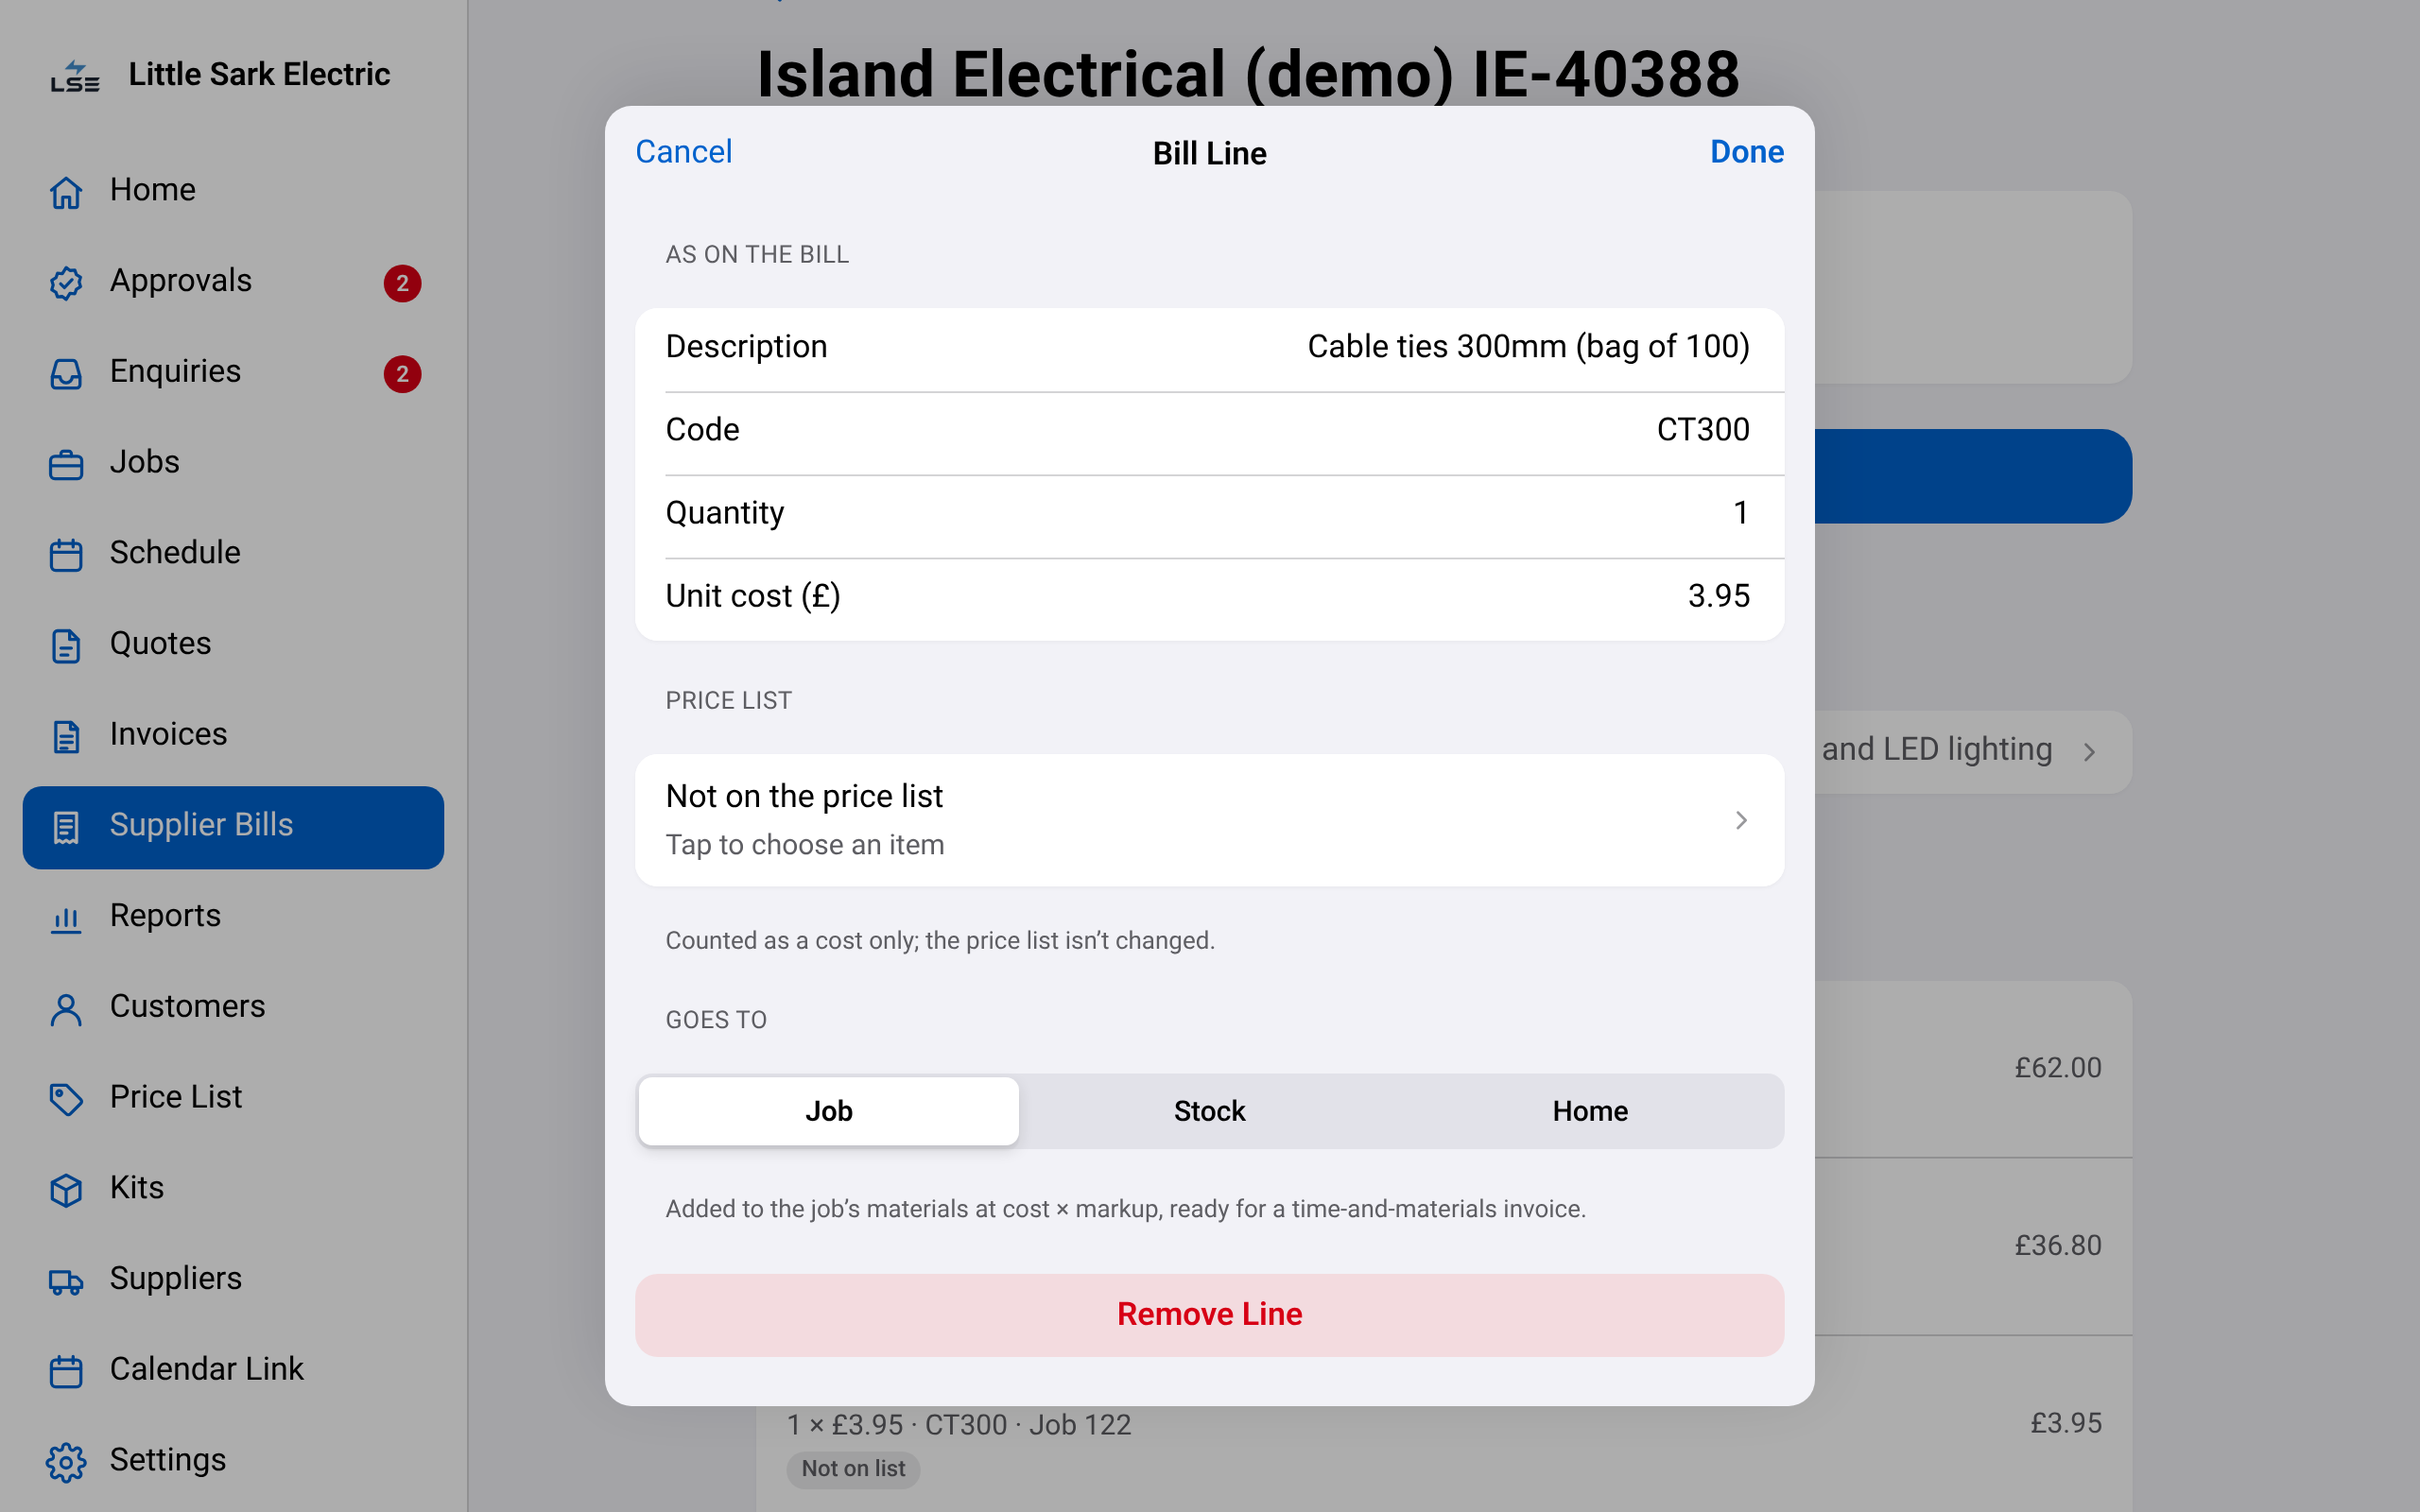 LSE Little Sark Electric
Home
Approvals 2
Enquiries 2
Jobs
Schedule
Quotes
Invoices
Supplier Bills
Reports
Customers
Price List
Kits
Suppliers
Calendar Link
Settings
Island Electrical (demo) IE-40388
Cancel Bill Line Done
AS ON THE BILL
Description Cable ties 300mm (bag of 100)
Code CT300
Quantity 1
Unit cost (£) 3.95
PRICE LIST
Not on the price list
Tap to choose an item
Counted as a cost only; the price list isn’t changed.
GOES TO
Job Stock Home
Added to the job’s materials at cost × markup, ready for a time-and-materials invoice.
Remove Line
and LED lighting
£62.00
£36.80
1 × £3.95 · CT300 · Job 122 £3.95
Not on list